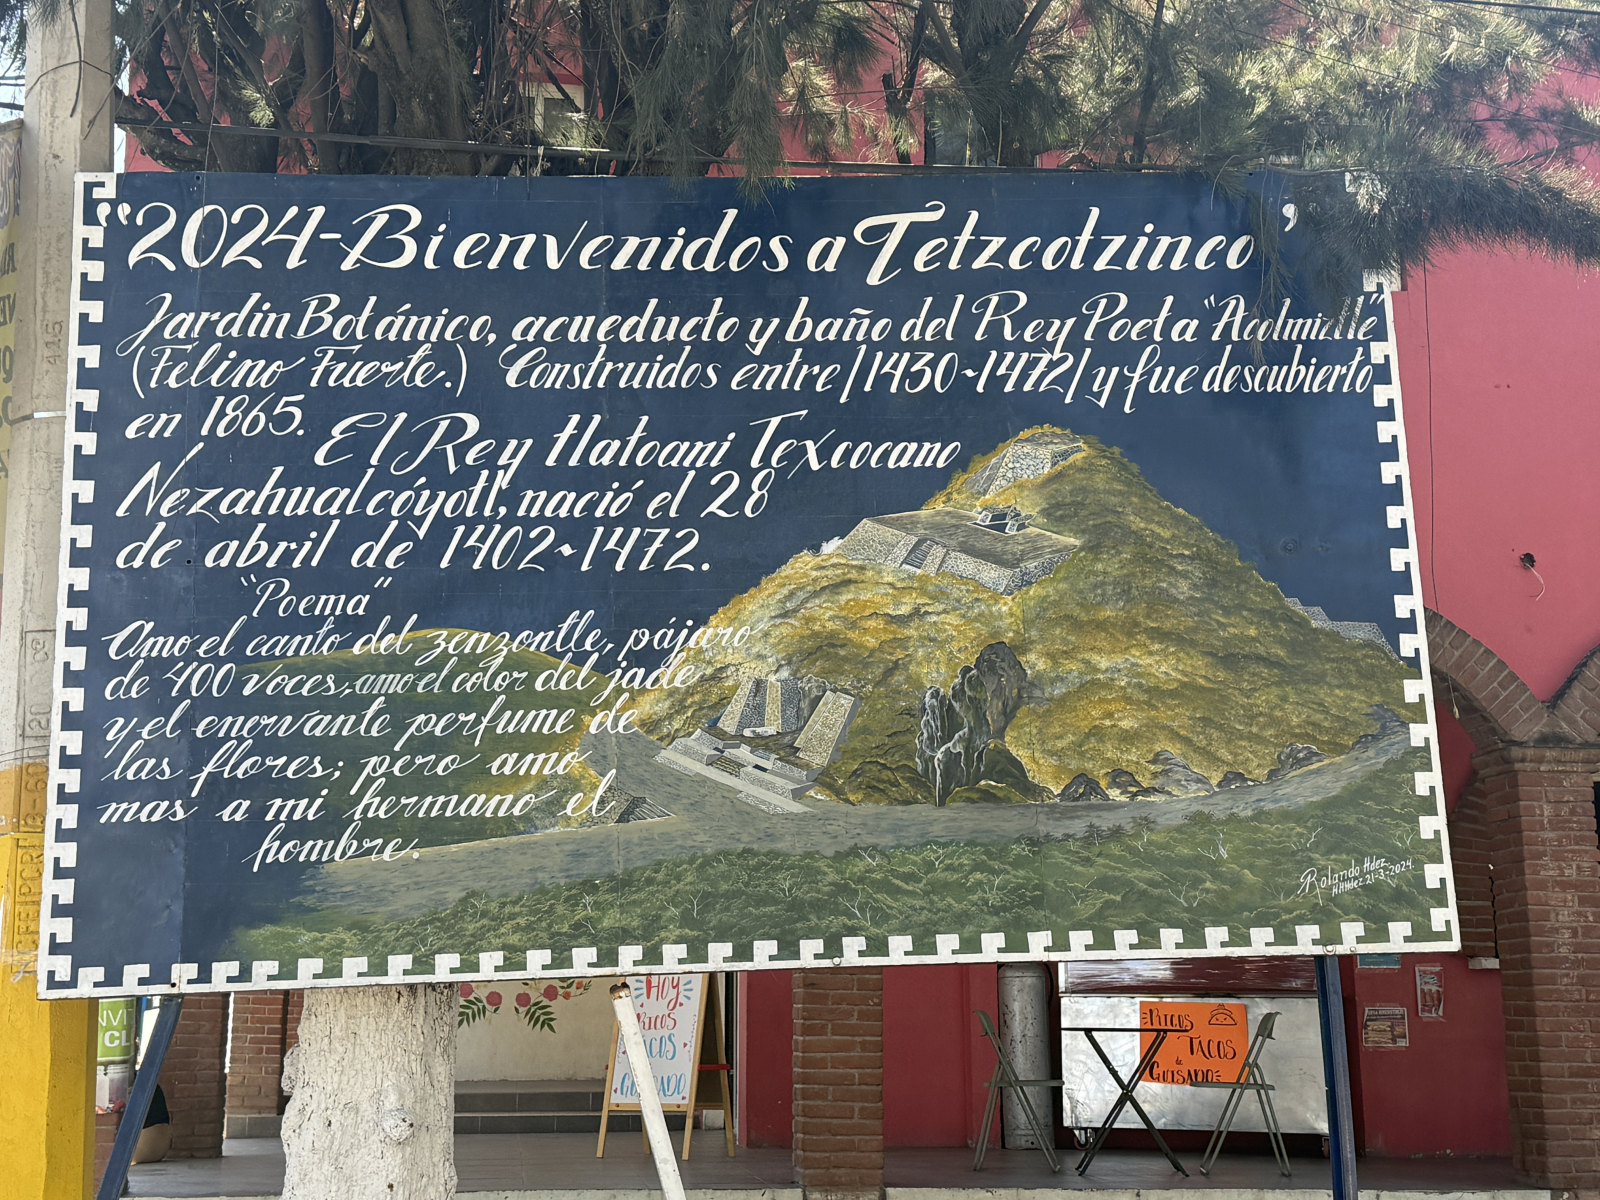 "2024-Bienvenidos a Tetzcotzinco"
Jardin Botánico, acueducto y baño del Rey Poeta "Acolmiztle"
(Felino Fuerte.) Construidos entre/1430~1472/y fue descubierto
en 1865.
El Rey tlatoani Texcocano
Nezahualcóyotl, nació el 28
de abril de 1402~1472.
"Poema"
Amo el canto del zenzontle, pájaro
de 400 voces, amo el color del jade
y el enervante perfume de
las flores; pero amo
mas a mi hermano el
hombre.
Rolando Hdez.
HHHdez 21-3-2024.
416
HOY
RICOS
TACOS
GUISADO
RICOS
TACOS
de
GUISADO